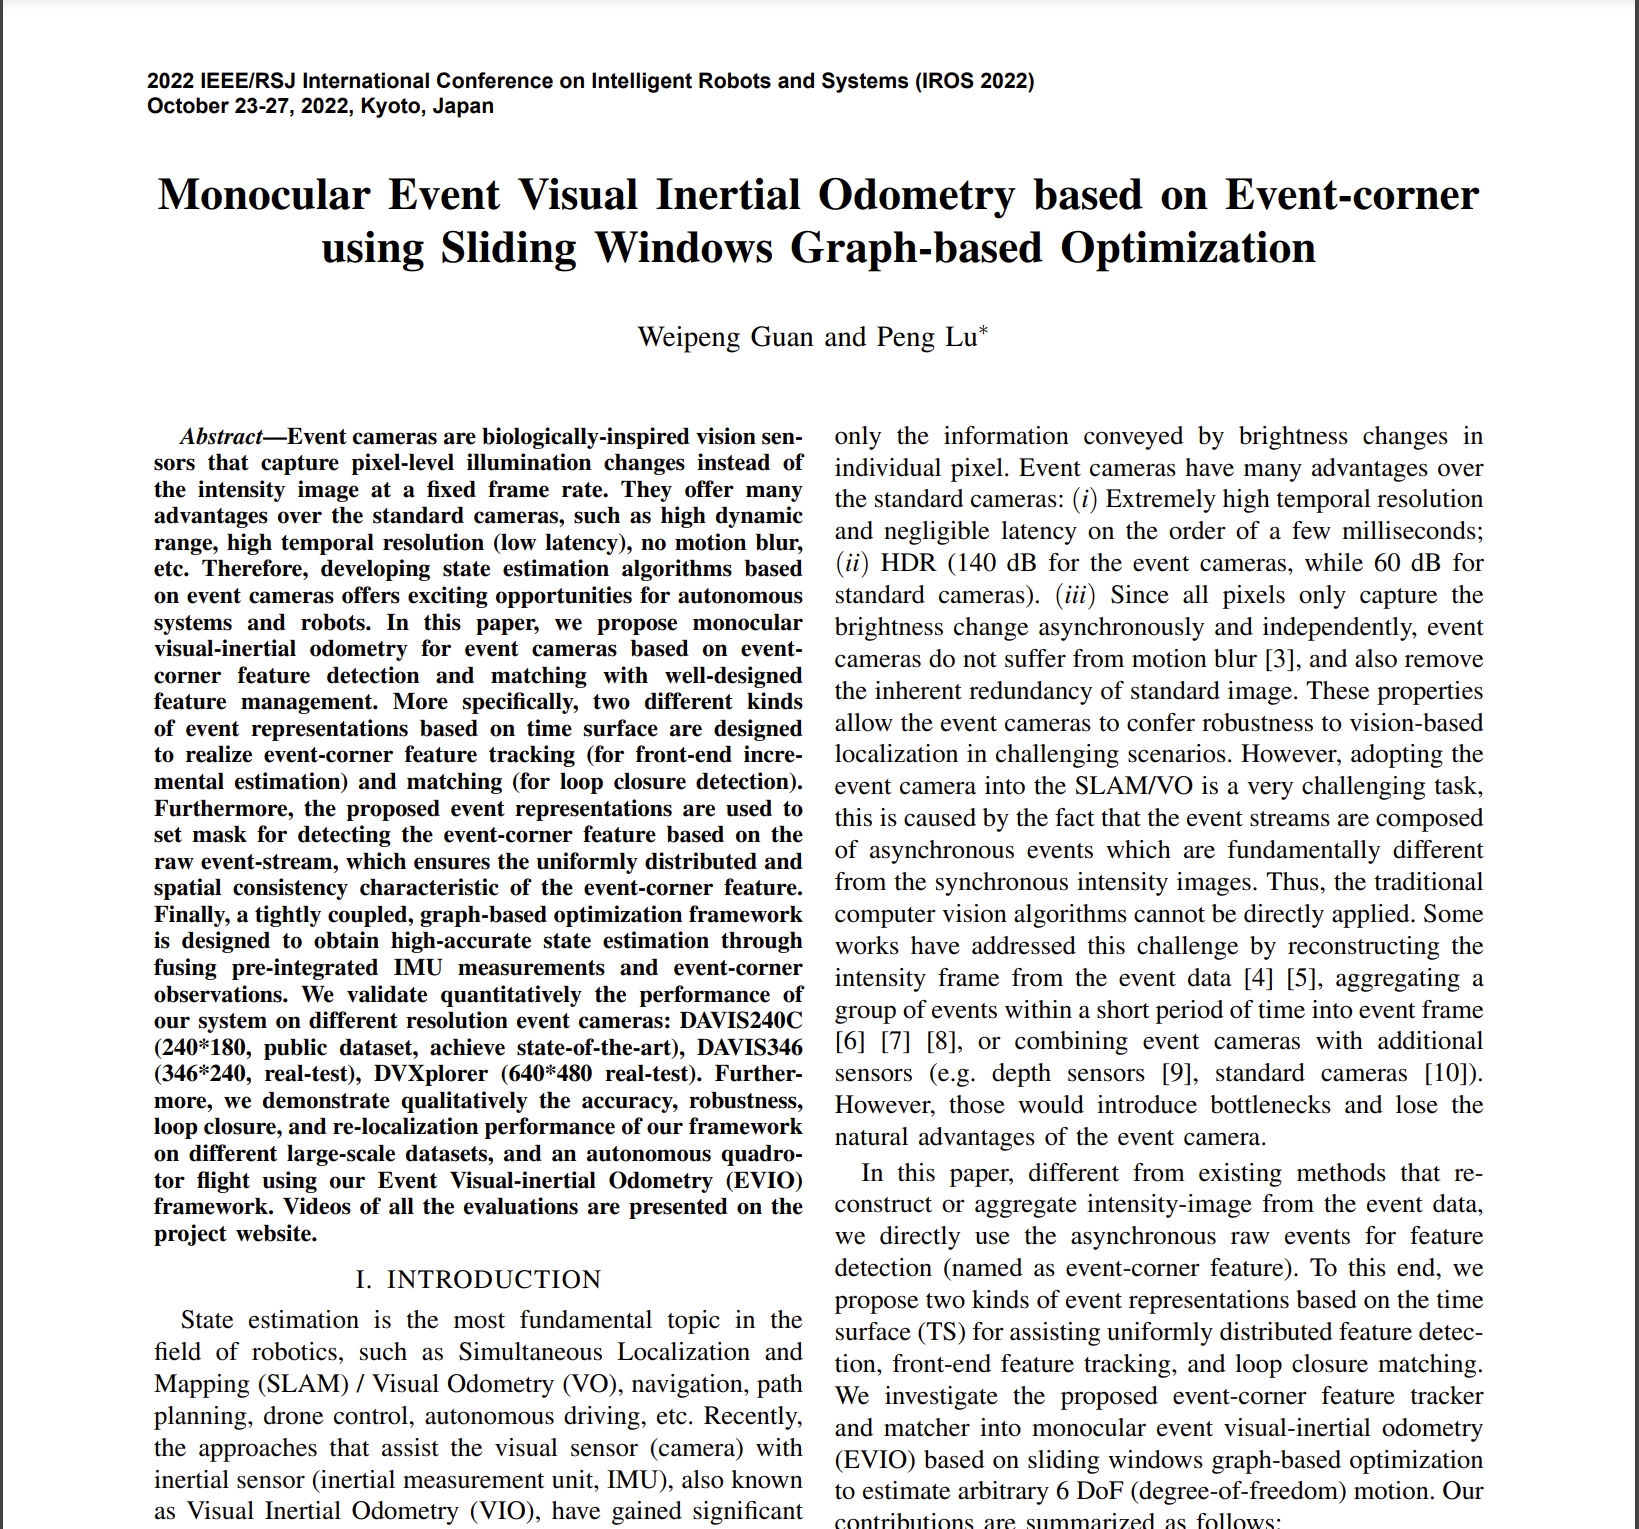 2022 IEEE/RSJ International Conference on Intelligent Robots and Systems (IROS 2022)
October 23-27, 2022, Kyoto, Japan
Monocular Event Visual Inertial Odometry based on Event-corner
using Sliding Windows Graph-based Optimization
Weipeng Guan and Peng Lu*
Abstract—Event cameras are biologically-inspired vision sen-
sors that capture pixel-level illumination changes instead of
the intensity image at a fixed frame rate. They offer many
advantages over the standard cameras, such as high dynamic
range, high temporal resolution (low latency), no motion blur,
etc. Therefore, developing state estimation algorithms based
on event cameras offers exciting opportunities for autonomous
systems and robots. In this paper, we propose monocular
visual-inertial odometry for event cameras based on event-
corner feature detection and matching with well-designed
feature management. More specifically, two different kinds
of event representations based on time surface are designed
to realize event-corner feature tracking (for front-end incre-
mental estimation) and matching (for loop closure detection).
Furthermore, the proposed event representations are used to
set mask for detecting the event-corner feature based on the
raw event-stream, which ensures the uniformly distributed and
spatial consistency characteristic of the event-corner feature.
Finally, a tightly coupled, graph-based optimization framework
is designed to obtain high-accurate state estimation through
fusing pre-integrated IMU measurements and event-corner
observations. We validate quantitatively the performance of
our system on different resolution event cameras: DAVIS240C
(240*180, public dataset, achieve state-of-the-art), DAVIS346
(346*240, real-test), DVXplorer (640*480 real-test). Further-
more, we demonstrate qualitatively the accuracy, robustness,
loop closure, and re-localization performance of our framework
on different large-scale datasets, and an autonomous quadro-
tor flight using our Event Visual-inertial Odometry (EVIO)
framework. Videos of all the evaluations are presented on the
project website.
I. INTRODUCTION
State estimation is the most fundamental topic in the
field of robotics, such as Simultaneous Localization and
Mapping (SLAM) / Visual Odometry (VO), navigation, path
planning, drone control, autonomous driving, etc. Recently,
the approaches that assist the visual sensor (camera) with
inertial sensor (inertial measurement unit, IMU), also known
as Visual Inertial Odometry (VIO), have gained significant
only the information conveyed by brightness changes in
individual pixel. Event cameras have many advantages over
the standard cameras: (i) Extremely high temporal resolution
and negligible latency on the order of a few milliseconds;
(ii) HDR (140 dB for the event cameras, while 60 dB for
standard cameras). (iii) Since all pixels only capture the
brightness change asynchronously and independently, event
cameras do not suffer from motion blur [3], and also remove
the inherent redundancy of standard image. These properties
allow the event cameras to confer robustness to vision-based
localization in challenging scenarios. However, adopting the
event camera into the SLAM/VO is a very challenging task,
this is caused by the fact that the event streams are composed
of asynchronous events which are fundamentally different
from the synchronous intensity images. Thus, the traditional
computer vision algorithms cannot be directly applied. Some
works have addressed this challenge by reconstructing the
intensity frame from the event data [4] [5], aggregating a
group of events within a short period of time into event frame
[6] [7] [8], or combining event cameras with additional
sensors (e.g. depth sensors [9], standard cameras [10]).
However, those would introduce bottlenecks and lose the
natural advantages of the event camera.
In this paper, different from existing methods that re-
construct or aggregate intensity-image from the event data,
we directly use the asynchronous raw events for feature
detection (named as event-corner feature). To this end, we
propose two kinds of event representations based on the time
surface (TS) for assisting uniformly distributed feature detec-
tion, front-end feature tracking, and loop closure matching.
We investigate the proposed event-corner feature tracker
and matcher into monocular event visual-inertial odometry
(EVIO) based on sliding windows graph-based optimization
to estimate arbitrary 6 DoF (degree-of-freedom) motion. Our
contributions are summarized as follows: